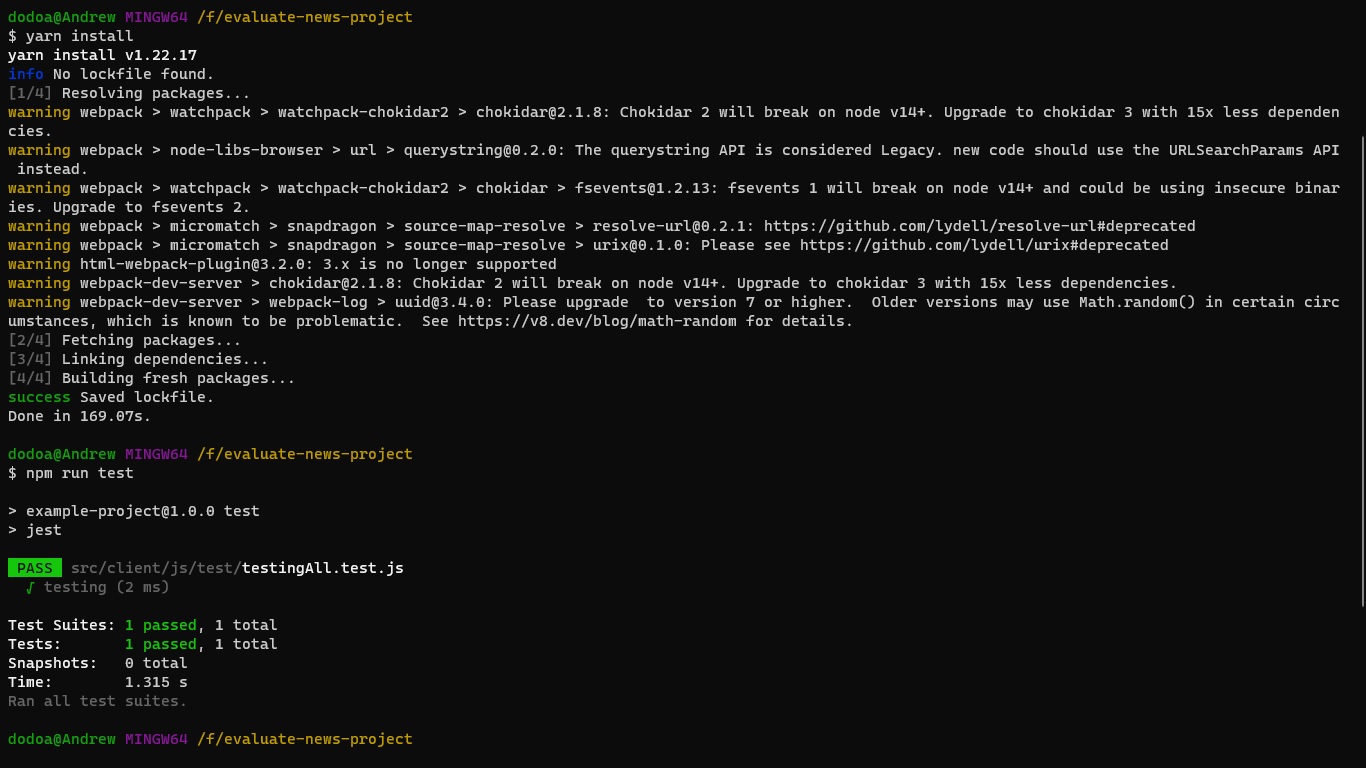 dodoa@Andrew MINGW64 /f/evaluate-news-project
$ yarn install
yarn install v1.22.17
info No lockfile found.
[1/4] Resolving packages...
warning webpack > watchpack > watchpack-chokidar2 > chokidar@2.1.8: Chokidar 2 will break on node v14+. Upgrade to chokidar 3 with 15x less dependen
cies.
warning webpack > node-libs-browser > url > querystring@0.2.0: The querystring API is considered Legacy. new code should use the URLSearchParams API
 instead.
warning webpack > watchpack > watchpack-chokidar2 > chokidar > fsevents@1.2.13: fsevents 1 will break on node v14+ and could be using insecure binar
ies. Upgrade to fsevents 2.
warning webpack > micromatch > snapdragon > source-map-resolve > resolve-url@0.2.1: https://github.com/lydell/resolve-url#deprecated
warning webpack > micromatch > snapdragon > source-map-resolve > urix@0.1.0: Please see https://github.com/lydell/urix#deprecated
warning html-webpack-plugin@3.2.0: 3.x is no longer supported
warning webpack-dev-server > chokidar@2.1.8: Chokidar 2 will break on node v14+. Upgrade to chokidar 3 with 15x less dependencies.
warning webpack-dev-server > webpack-log > uuid@3.4.0: Please upgrade  to version 7 or higher.  Older versions may use Math.random() in certain circ
umstances, which is known to be problematic.  See https://v8.dev/blog/math-random for details.
[2/4] Fetching packages...
[3/4] Linking dependencies...
[4/4] Building fresh packages...
success Saved lockfile.
Done in 169.07s.
dodoa@Andrew MINGW64 /f/evaluate-news-project
$ npm run test
> example-project@1.0.0 test
> jest
PASS src/client/js/test/testingAll.test.js
√ testing (2 ms)
Test Suites: 1 passed, 1 total
Tests:       1 passed, 1 total
Snapshots:   0 total
Time:        1.315 s
Ran all test suites.
dodoa@Andrew MINGW64 /f/evaluate-news-project